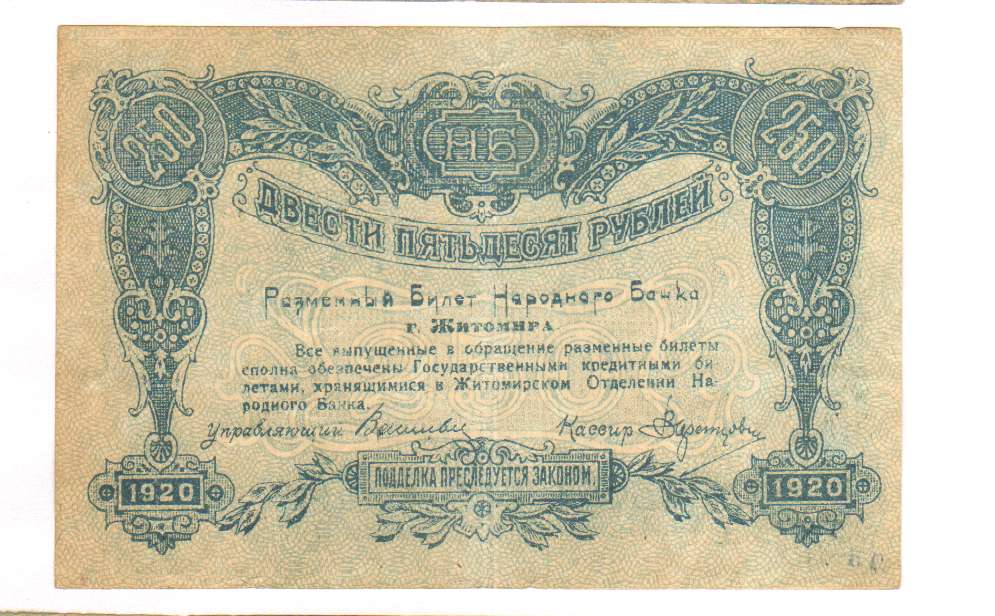 250 НБ 250
ДВЕСТИ ПЯТЬДЕСЯТ РУБЛЕЙ
Разменный Билет Народного Банка
г. Житомира
Все выпущенные в обращение разменные билеты
сполна обезпечены Государственными кредитными би-
летами, хранящимися в Житомирском Отделении На-
родного Банка.
Управляющий Кассир
ПОДДЕЛКА ПРЕСЛЕДУЕТСЯ ЗАКОНОМ.
1920 1920